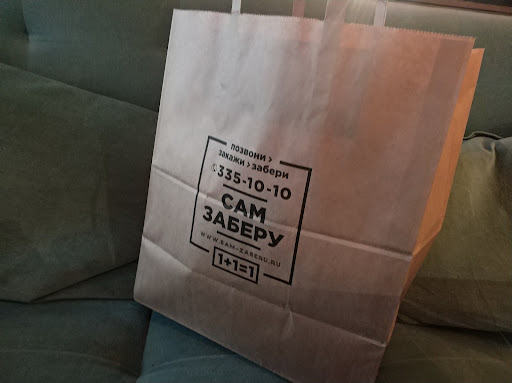 позвони >
закажи > забери
335-10-10
САМ
ЗАБЕРУ
WWW.SAM-ZABERU.RU
1+1=1